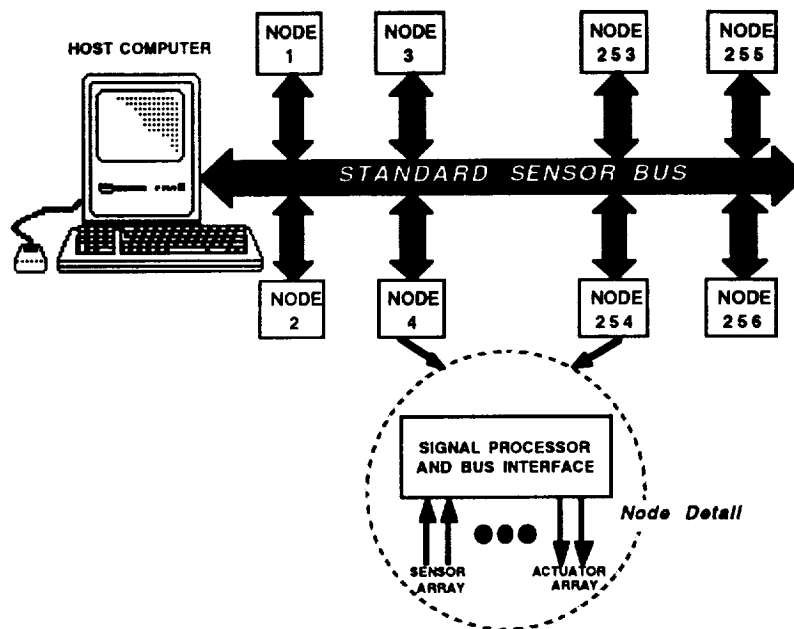 HOST COMPUTER
NODE
1
NODE
3
NODE
253
NODE
255
STANDARD SENSOR BUS
NODE
2
NODE
4
NODE
254
NODE
256
SIGNAL PROCESSOR
AND BUS INTERFACE
Node Detail
SENSOR
ARRAY
ACTUATOR
ARRAY